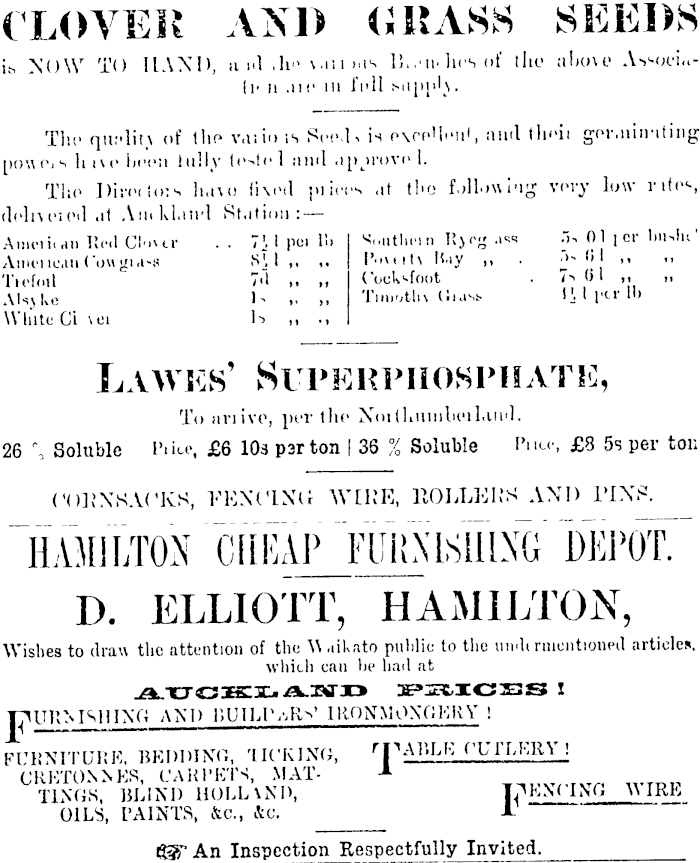 CLOVER AND GRASS SEEDS
is NOW TO HAND, and the various Branches of the above Associa-
tion are in full supply.
The quality of the various Seeds is excellent, and their germinating
powers have been fully tested and approved.
The Directors have fixed prices at the following very low rates,
delivered at Auckland Station:—
American Red Clover . . 7½d per lb
American Cowgrass 8½d „ „
Trefoil 7d „ „
Alsyke 1s „ „
White Clover 1s „ „
Southern Ryegrass 5s 0d per bushel
Poverty Bay „ . 5s 6d „ „
Cocksfoot . 7s 6d „ „
Timothy Grass 4½d per lb
LAWES' SUPERPHOSPHATE,
To arrive, per the Northumberland.
26 % Soluble Price, £6 10s per ton | 36 % Soluble Price, £8 5s per ton
CORNSACKS, FENCING WIRE, ROLLERS AND PINS.
HAMILTON CHEAP FURNISHING DEPOT.
D. ELLIOTT, HAMILTON,
Wishes to draw the attention of the Waikato public to the undermentioned articles,
which can be had at
AUCKLAND PRICES!
FURNISHING AND BUILDERS' IRONMONGERY!
FURNITURE, BEDDING, TICKING,
CRETONNES, CARPETS, MAT-
TINGS, BLIND HOLLAND,
OILS, PAINTS, &c., &c.
TABLE CUTLERY!
FENCING WIRE
☞ An Inspection Respectfully Invited.